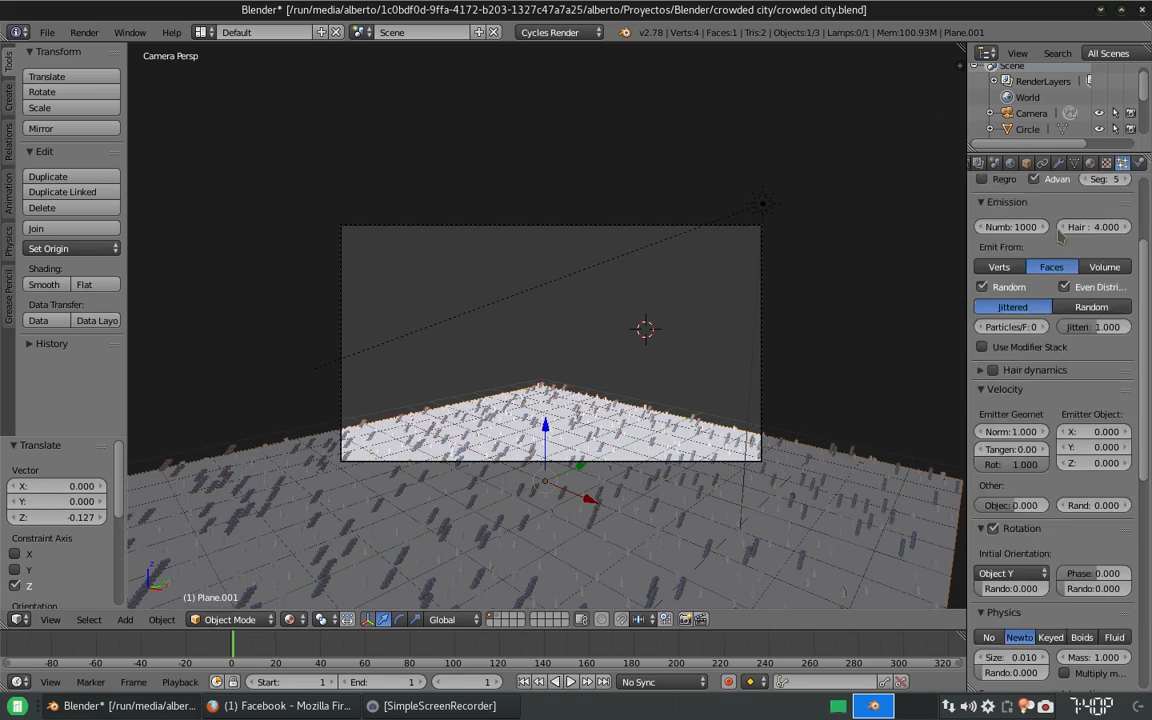 Blender* [/run/media/alberto/1c0bdf0d-9ffa-4172-b203-1327c47a7a25/alberto/Proyectos/Blender/crowded city/crowded city.blend]
File Render Window Help Default Scene Cycles Render v2.78 | Verts:4 | Faces:1 | Tris:2 | Objects:1/3 | Lamps:0/1 | Mem:100.93M | Plane.001
View Search All Scenes
Tools
Create
Relations
Animation
Physics
Grease Pencil
Transform
Translate
Rotate
Scale
Mirror
Edit
Duplicate
Duplicate Linked
Delete
Join
Set Origin
Shading:
Smooth Flat
Data Transfer:
Data Data Layo
History
Translate
Vector
X: 0.000
Y: 0.000
Z: -0.127
Constraint Axis
X
Y
Z
Orientation
Camera Persp
(1) Plane.001
Scene
RenderLayers
World
Camera
Circle
Regro Advan Seg: 5
Emission
Numb: 1000 Hair : 4.000
Emit From:
Verts Faces Volume
Random Even Distri...
Jittered Random
Particles/F: 0 Jitteri: 1.000
Use Modifier Stack
Hair dynamics
Velocity
Emitter Geomet Emitter Object:
Norm: 1.000 X: 0.000
Tangen: 0.00 Y: 0.000
Rot: 1.000 Z: 0.000
Other:
Objec: 0.000 Rand: 0.000
Rotation
Initial Orientation:
Object Y Phase: 0.000
Rando:0.000 Rando:0.000
Physics
No Newto Keyed Boids Fluid
Size: 0.010 Mass: 1.000
Rando:0.000 Multiply m...
View Select Add Object Object Mode Global
-80 -60 -40 -20 0 20 40 60 80 100 120 140 160 180 200 220 240 260 280 300 320
View Marker Frame Playback Start: 1 End: 1 1 No Sync
Blender* [/run/media/alber... (1) Facebook - Mozilla Fir... [SimpleScreenRecorder] 7:40P